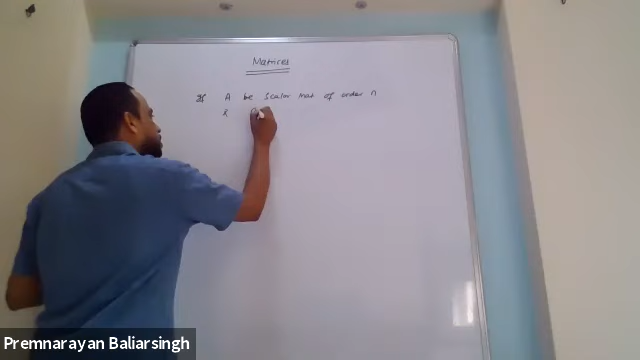 Matrices
If A be Scalar Mat of order n
&
Premnarayan Baliarsingh